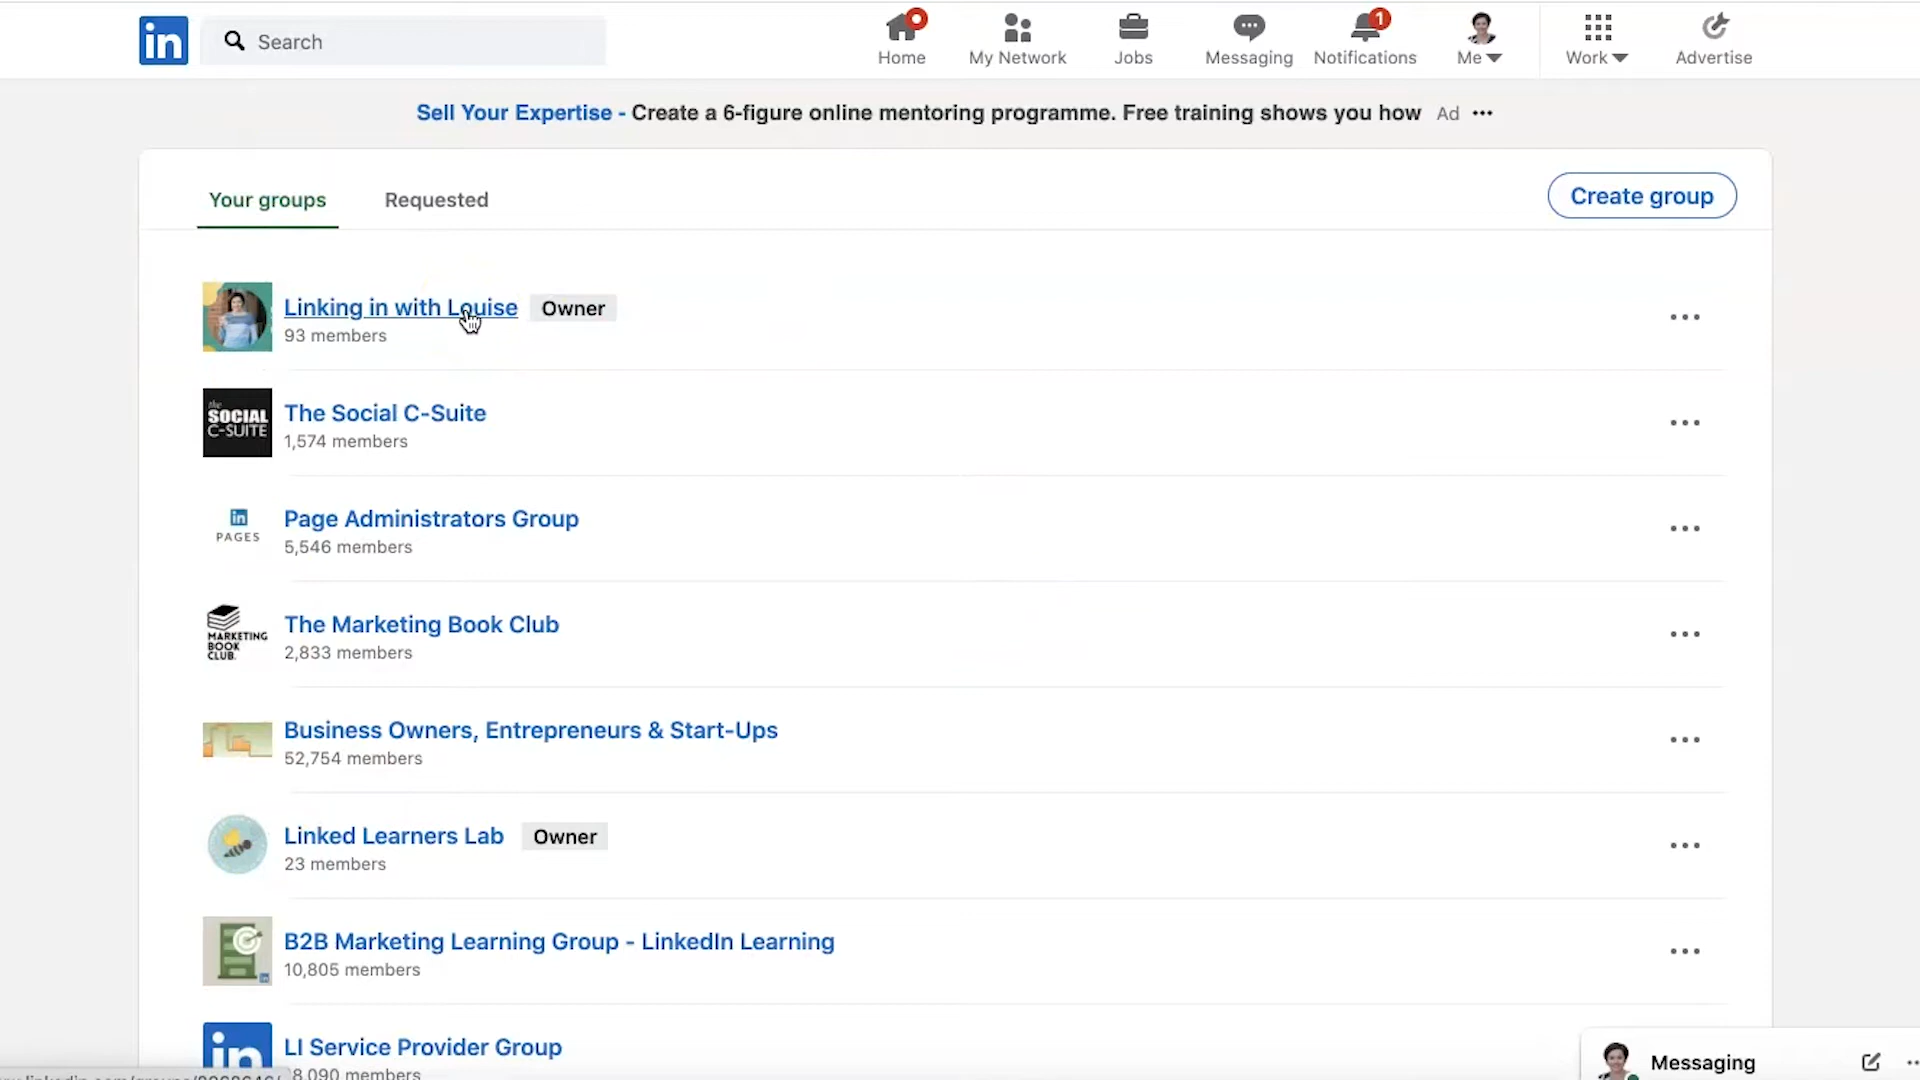 in Search Home My Network Jobs Messaging 1 Notifications Me Work Advertise
Sell Your Expertise - Create a 6-figure online mentoring programme. Free training shows you how Ad
Your groups Requested Create group
Linking in with Louise Owner
93 members
the
SOCIAL
C-SUITE
The Social C-Suite
1,574 members
in
PAGES
Page Administrators Group
5,546 members
MARKETING
BOOK
CLUB.
The Marketing Book Club
2,833 members
Business Owners, Entrepreneurs & Start-Ups
52,754 members
Linked Learners Lab Owner
23 members
B2B Marketing Learning Group - LinkedIn Learning
10,805 members
in
LI Service Provider Group
8,090 members
Messaging